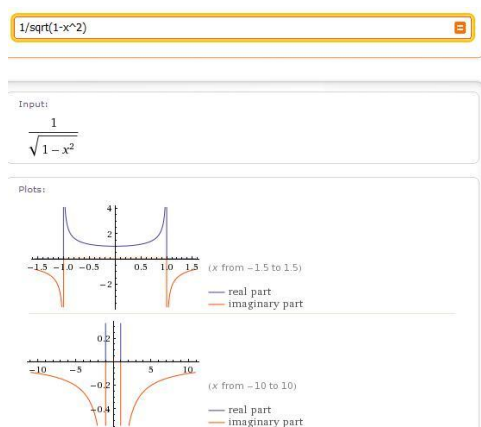 1/sqrt(1-x^2)
Input:
1
√1 − x²
Plots:
4
2
−1.5 −1.0 −0.5 0.5 1.0 1.5
(x from −1.5 to 1.5)
−2
real part
imaginary part
0.2
−10 −5 5 10
−0.2
(x from −10 to 10)
−0.4
real part
imaginary part